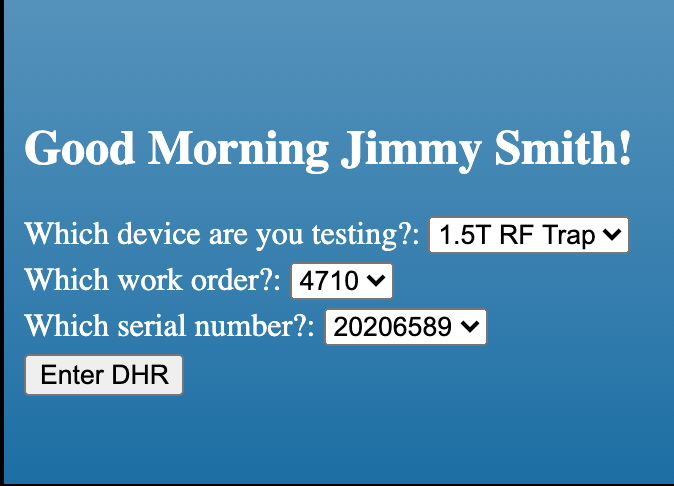 Good Morning Jimmy Smith!
Which device are you testing?: 1.5T RF Trap
Which work order?: 4710
Which serial number?: 20206589
Enter DHR